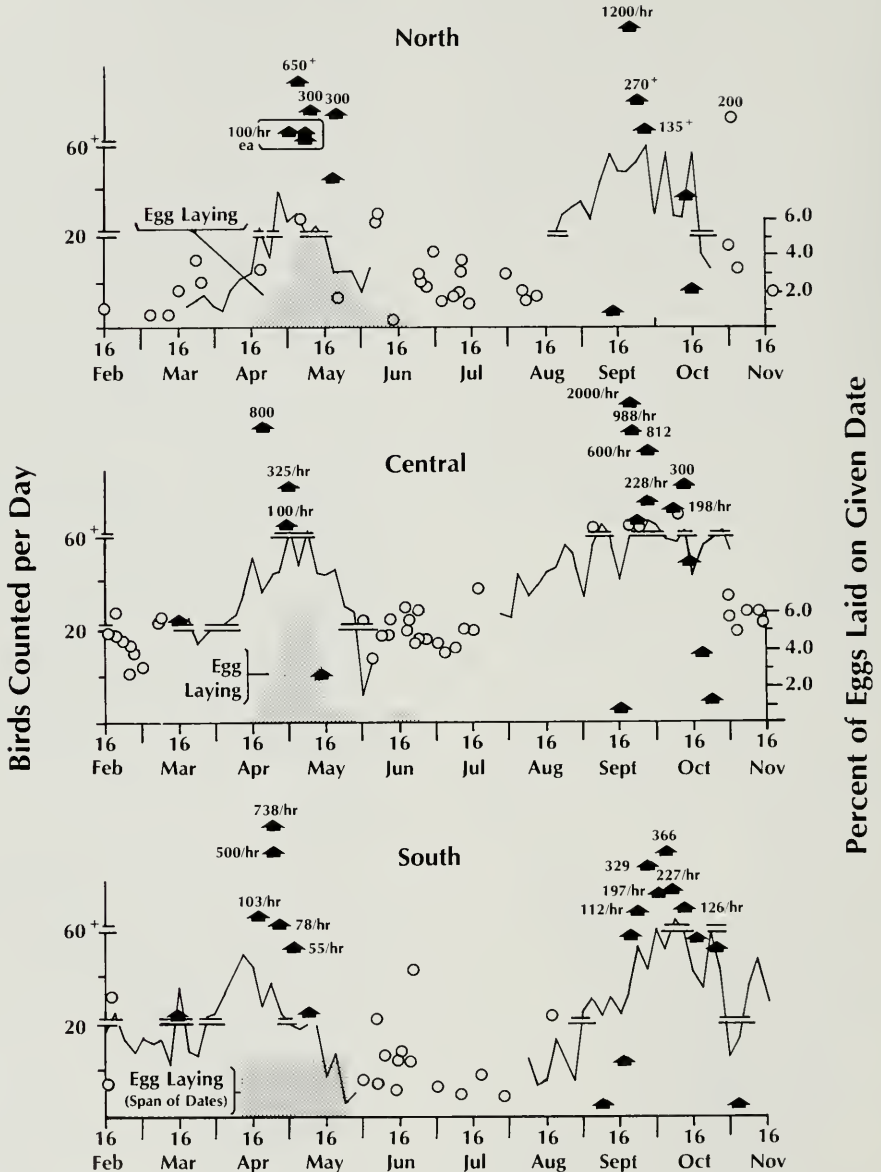 1200/hr
North
650+
300 300
270+
200
100/hr
ea
135+
60+
Egg Laying
6.0
20
4.0
2.0
16 16 16 16 16 16 16 16 16 16
Feb Mar Apr May Jun Jul Aug Sept Oct Nov
2000/hr
800
988/hr
812
Central
600/hr
325/hr
300
228/hr
198/hr
100/hr
60+
6.0
20
Egg
Laying
4.0
2.0
16 16 16 16 16 16 16 16 16 16
Feb Mar Apr May Jun Jul Aug Sept Oct Nov
Birds Counted per Day
Percent of Eggs Laid on Given Date
738/hr
366
500/hr
South
329
227/hr
197/hr
103/hr
112/hr
126/hr
78/hr
60+
55/hr
20
Egg Laying
(Span of Dates)
16 16 16 16 16 16 16 16 16 16
Feb Mar Apr May Jun Jul Aug Sept Oct Nov